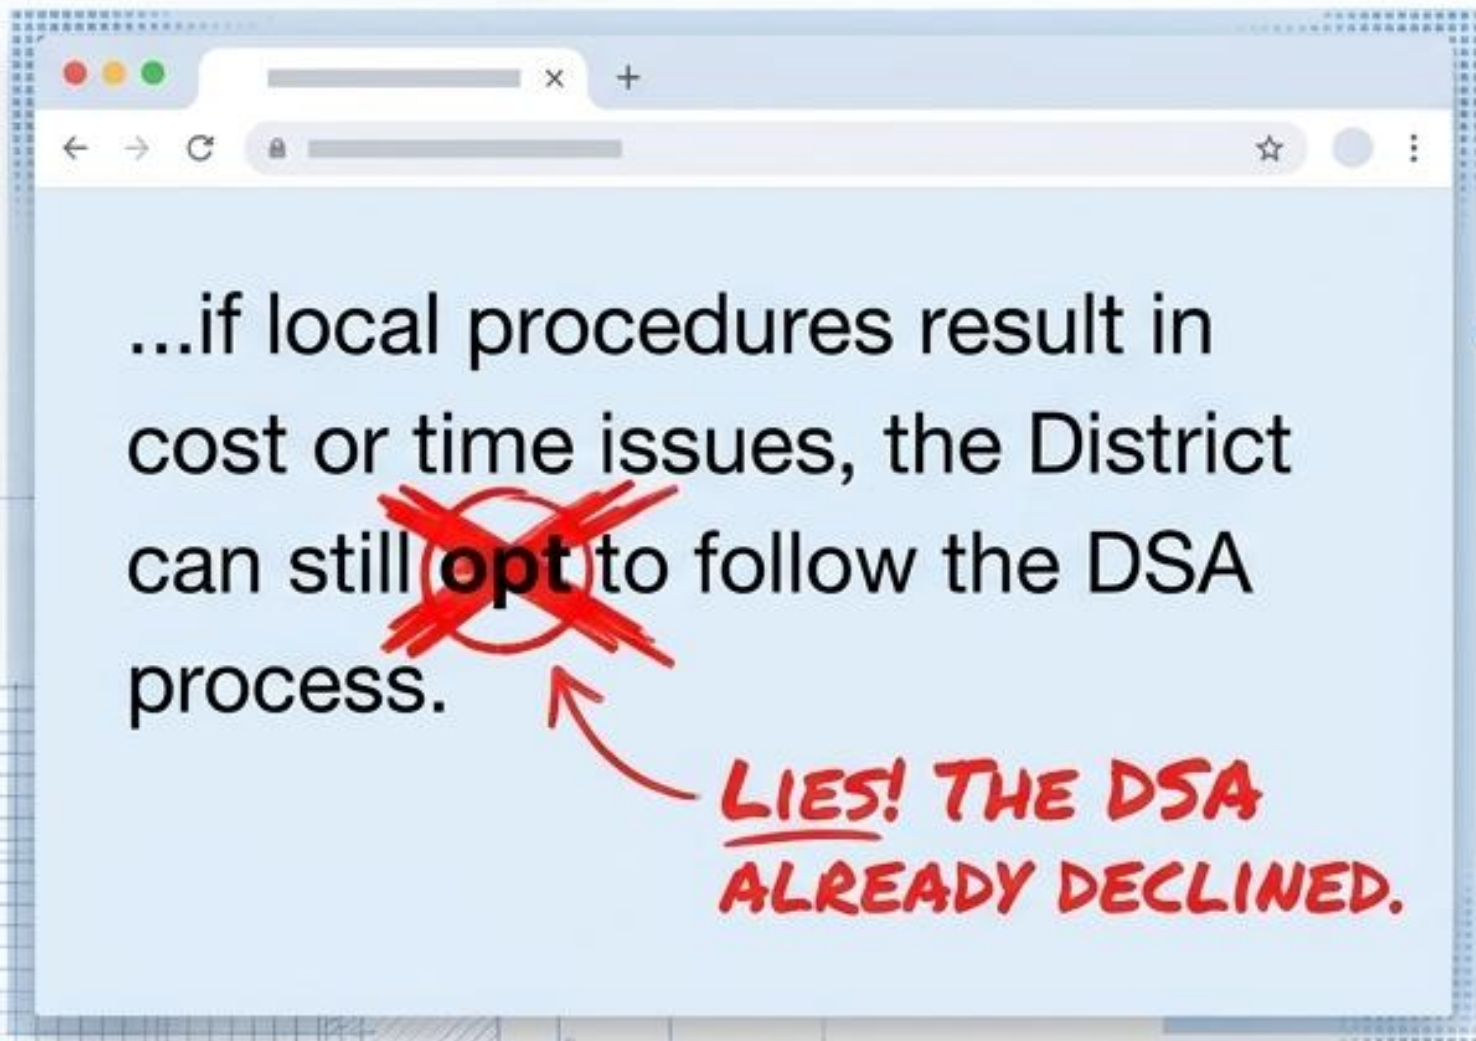 ...if local procedures result in
cost or time issues, the District
can still opt to follow the DSA
process.
LIES! THE DSA
ALREADY DECLINED.